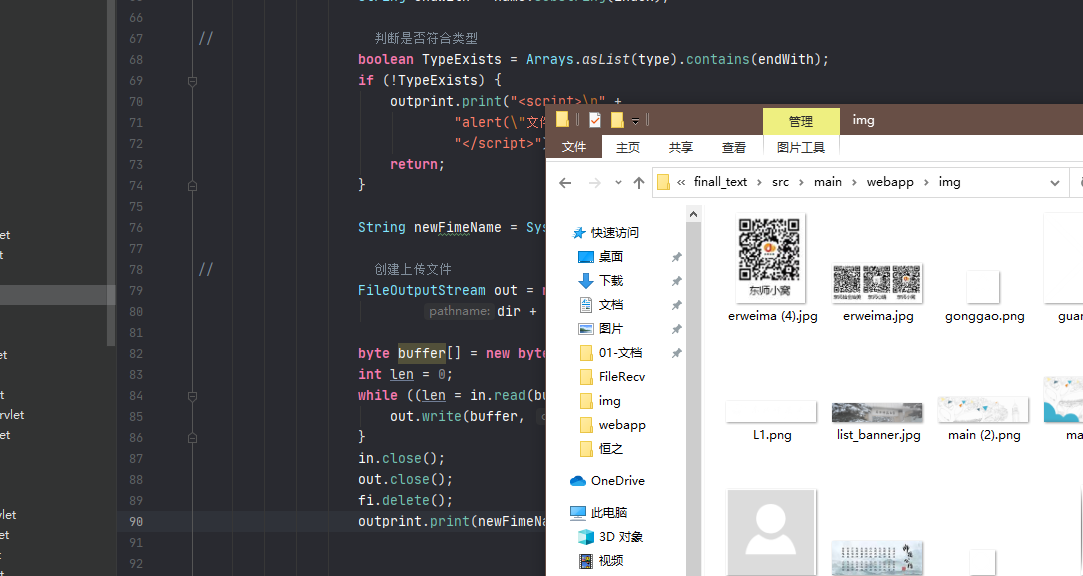 66
67 // 判断是否符合类型
68 boolean TypeExists = Arrays.asList(type).contains(endWith);
69 if (!TypeExists) {
70 outprint.print("<script>\n" +
71 "alert(\"文件
72 "</script>"
73 return;
74 }
75
76 String newFimeName = Sys
77
78 // 创建上传文件
79 FileOutputStream out =
80 pathname: dir +
81
82 byte buffer[] = new byte
83 int len = 0;
84 while ((len = in.read(bu
85 out.write(buffer,
86 }
87 in.close();
88 out.close();
89 fi.delete();
90 outprint.print(newFimeNa
91
92
et
t
et
t
rvlet
et
vlet
et
t
管理
img
文件
主页
共享
查看
图片工具
« finall_text › src › main › webapp › img
快速访问
桌面
下载
文档
图片
01-文档
FileRecv
img
webapp
恒之
OneDrive
此电脑
3D 对象
视频
东师小窝
erweima (4).jpg
erweima.jpg
gonggao.png
guan
L1.png
list_banner.jpg
main (2).png
ma